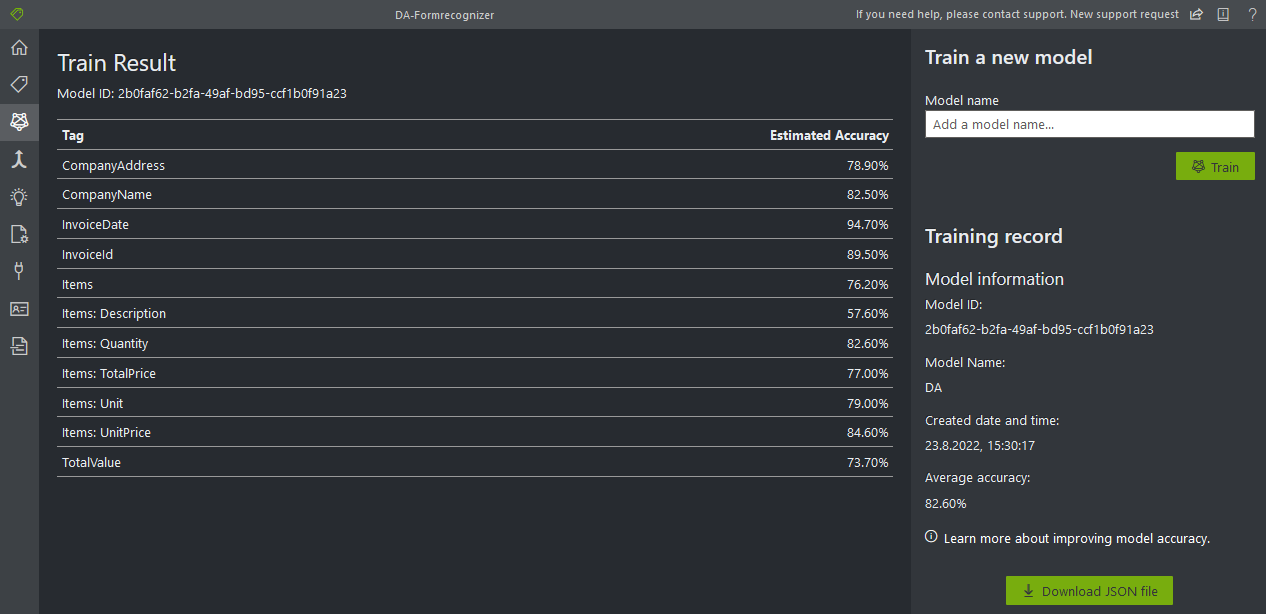 DA-Formrecognizer
If you need help, please contact support. New support request
Train Result
Model ID: 2b0faf62-b2fa-49af-bd95-ccf1b0f91a23
Tag Estimated Accuracy
CompanyAddress 78.90%
CompanyName 82.50%
InvoiceDate 94.70%
InvoiceId 89.50%
Items 76.20%
Items: Description 57.60%
Items: Quantity 82.60%
Items: TotalPrice 77.00%
Items: Unit 79.00%
Items: UnitPrice 84.60%
TotalValue 73.70%
Train a new model
Model name
Add a model name...
Train
Training record
Model information
Model ID:
2b0faf62-b2fa-49af-bd95-ccf1b0f91a23
Model Name:
DA
Created date and time:
23.8.2022, 15:30:17
Average accuracy:
82.60%
Learn more about improving model accuracy.
Download JSON file